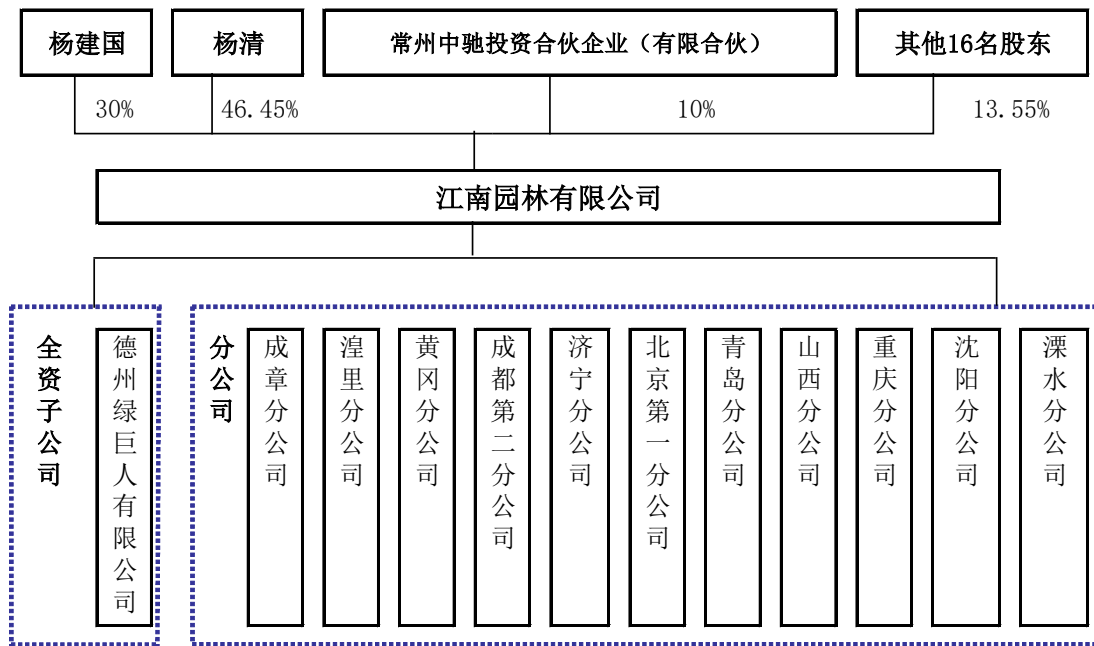 杨建国
杨清
常州中驰投资合伙企业（有限合伙）
其他16名股东
30%
46.45%
10%
13.55%
江南园林有限公司
全资子公司
德州绿巨人有限公司
分公司
成章分公司
湟里分公司
黄冈分公司
成都第二分公司
济宁分公司
北京第一分公司
青岛分公司
山西分公司
重庆分公司
沈阳分公司
溧水分公司